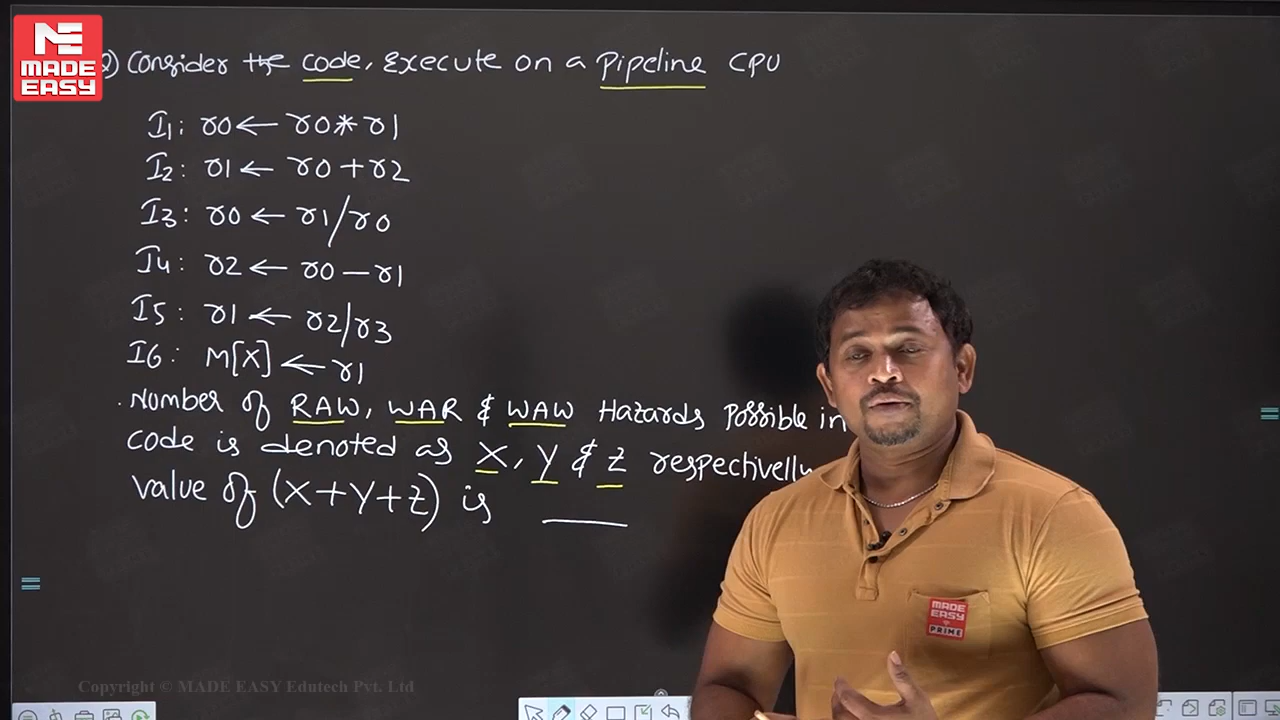 ME
MADE
EASY
Q) Consider the code, Execute on a pipeline CPU
I1: r0 ← r0 * r1
I2: r1 ← r0 + r2
I3: r0 ← r1/r0
I4: r2 ← r0 - r1
I5: r1 ← r2/r3
I6: M[X] ← r1
Number of RAW, WAR & WAW Hazards possible in
code is denoted as X, Y & Z respectivelly
value of (X+Y+Z) is ____
MADE
EASY
PRIME
Copyright © MADE EASY Edutech Pvt. Ltd